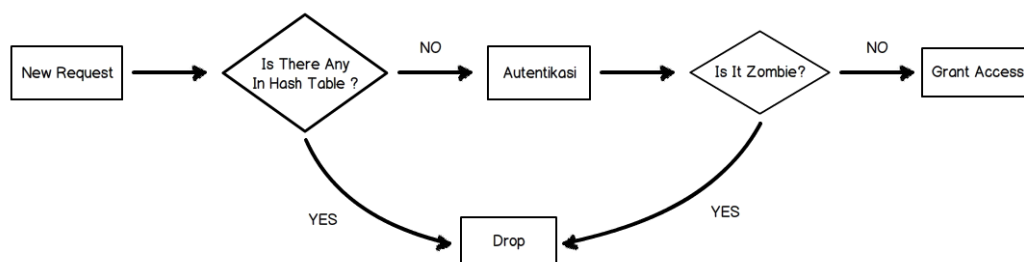 New Request
Is There Any
In Hash Table ?
NO
Autentikasi
Is It Zombie?
NO
Grant Access
YES
YES
Drop